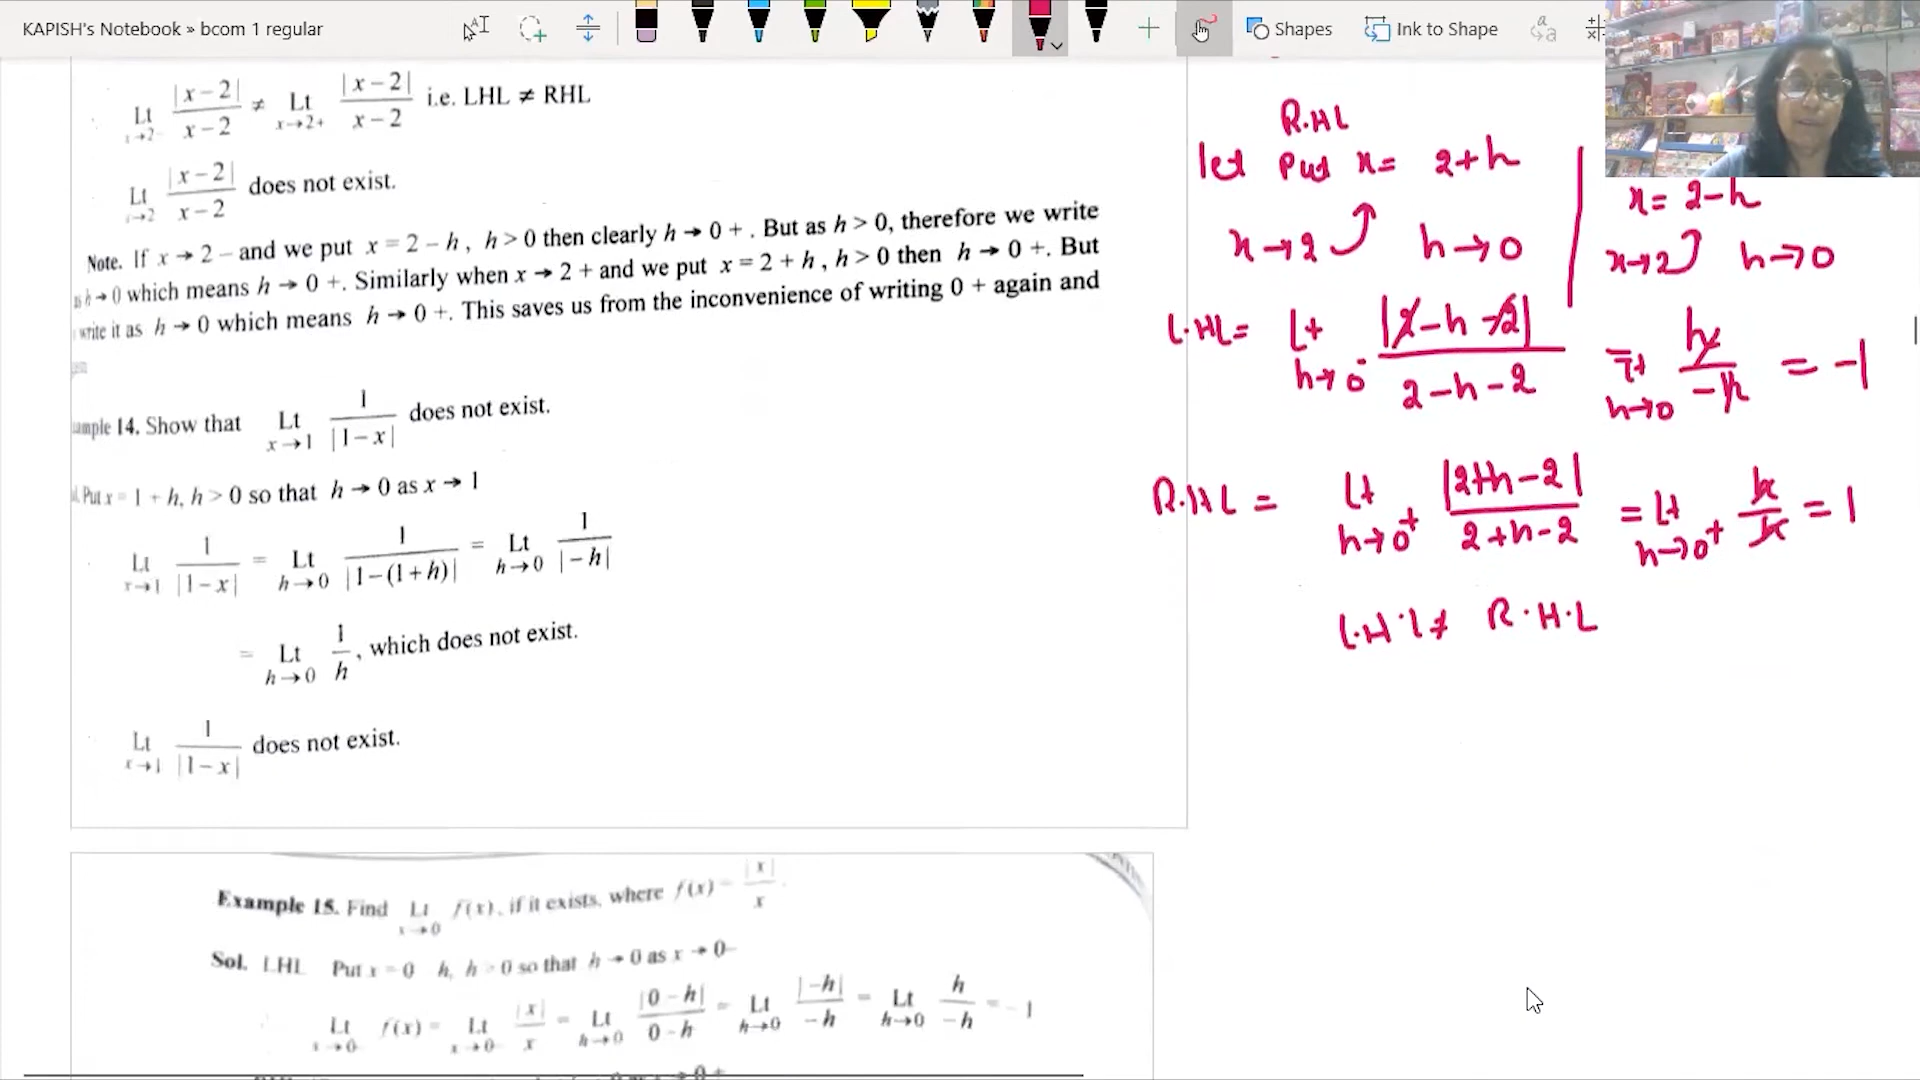 KAPISH's Notebook » bcom 1 regular
Shapes
Ink to Shape
Lt x→2- |x-2| / x-2 ≠ Lt x→2+ |x-2| / x-2 i.e. LHL ≠ RHL
Lt x→2 |x-2| / x-2 does not exist.
Note. If x → 2 - and we put x = 2 - h, h > 0 then clearly h → 0 +. But as h > 0, therefore we write
as h → 0 which means h → 0 +. Similarly when x → 2 + and we put x = 2 + h, h > 0 then h → 0 +. But
write it as h → 0 which means h → 0 +. This saves us from the inconvenience of writing 0 + again and
ample 14. Show that Lt x→1 1 / |1-x| does not exist.
Put x = 1 + h, h > 0 so that h → 0 as x → 1
Lt x→1 1 / |1-x| = Lt h→0 1 / |1-(1+h)| = Lt h→0 1 / |-h|
= Lt h→0 1 / h, which does not exist.
Lt x→1 1 / |1-x| does not exist.
Example 15. Find Lt x→0 f(x), if it exists, where f(x) = |x| / x.
Sol. LHL Put x = 0 h, h > 0 so that h → 0 as x → 0-
Lt x→0- f(x) = Lt x→0- |x| / x = Lt h→0 |0-h| / 0-h = Lt h→0 |-h| / -h = Lt h→0 h / -h = -1
R.HL
let Put x= 2+h
x→2 h→0
x= 2-h
x→2 h→0
L.HL= Lt h→0- |2-h-2| / 2-h-2 = Lt h→0 h / -h = -1
R.HL = Lt h→0+ |2+h-2| / 2+h-2 = Lt h→0+ h / h = 1
L.H.L ≠ R.H.L